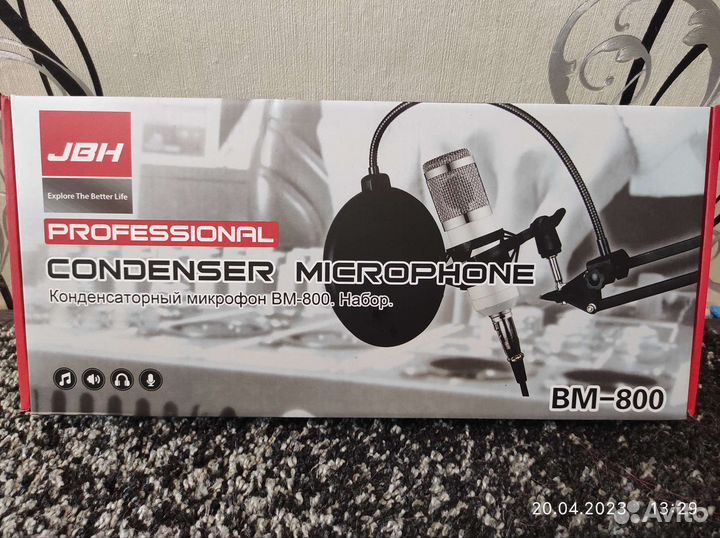 JBH
Explore The Better Life
PROFESSIONAL
CONDENSER MICROPHONE
Конденсаторный микрофон BM-800. Набор.
BM-800
20.04.2023 13:29
Avito